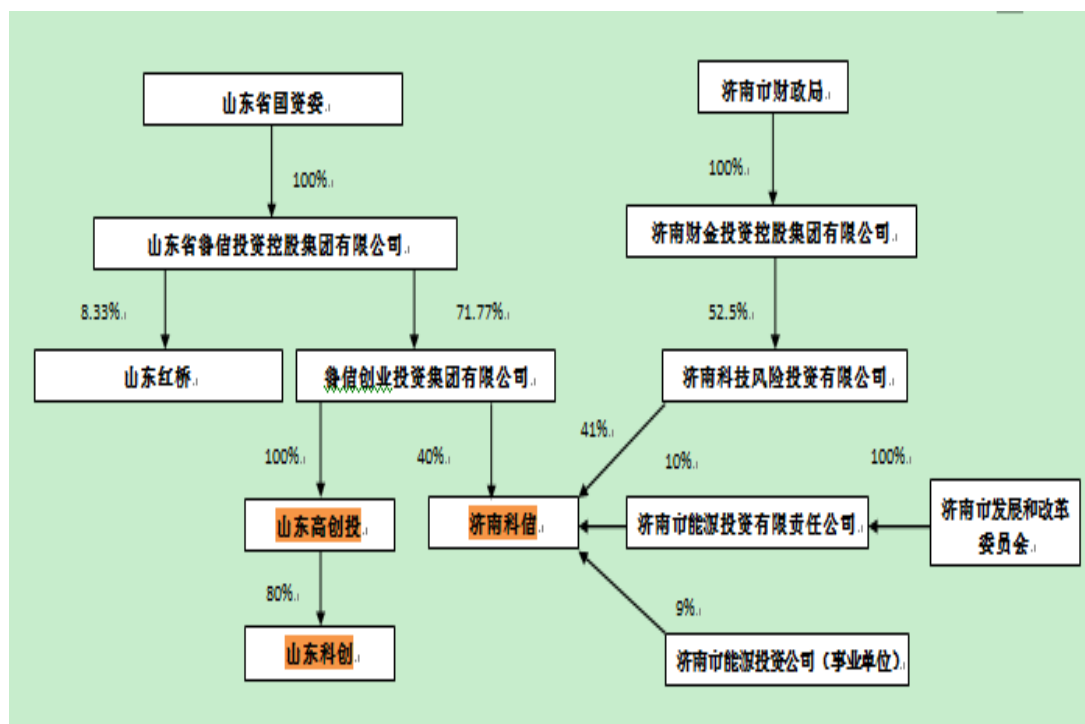 山东省国资委
济南市财政局
100%
100%
山东省鲁信投资控股集团有限公司
济南财金投资控股集团有限公司
8.33%
71.77%
52.5%
山东红桥
鲁信创业投资集团有限公司
济南科技风险投资有限公司
100%
40%
41%
10%
100%
山东高创投
济南科信
济南市能源投资有限责任公司
济南市发展和改革
委员会
80%
9%
山东科创
济南市能源投资公司（事业单位）